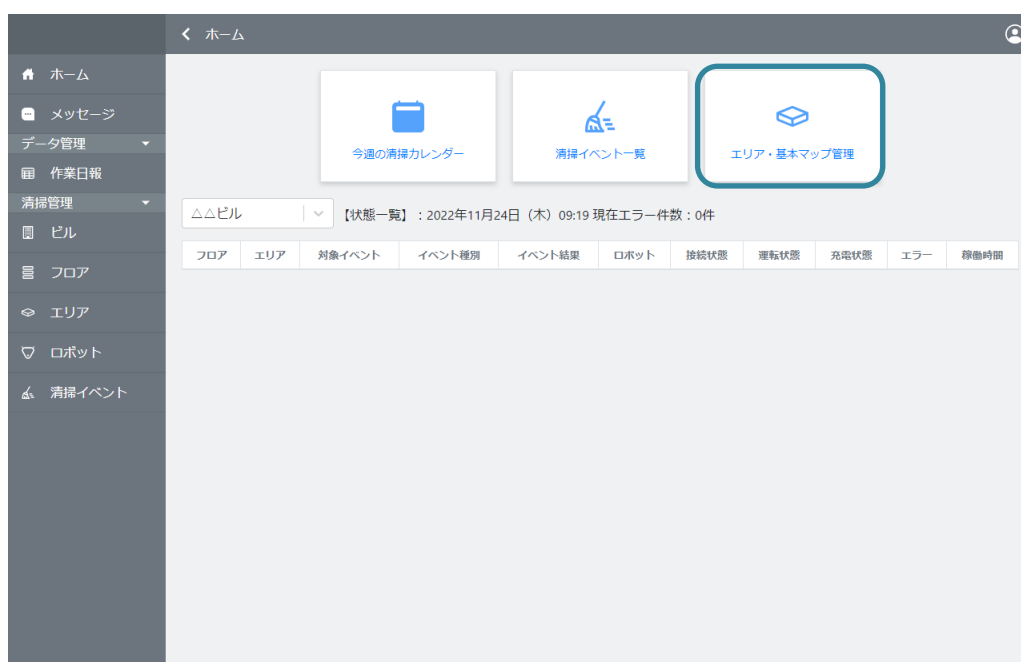 ホーム
ホーム
メッセージ
データ管理
作業日報
清掃管理
ビル
フロア
エリア
ロボット
清掃イベント
今週の清掃カレンダー
清掃イベント一覧
エリア・基本マップ管理
△△ビル 【状態一覧】：2022年11月24日（木）09:19 現在エラー件数：0件
フロア エリア 対象イベント イベント種別 イベント結果 ロボット 接続状態 運転状態 充電状態 エラー 稼働時間